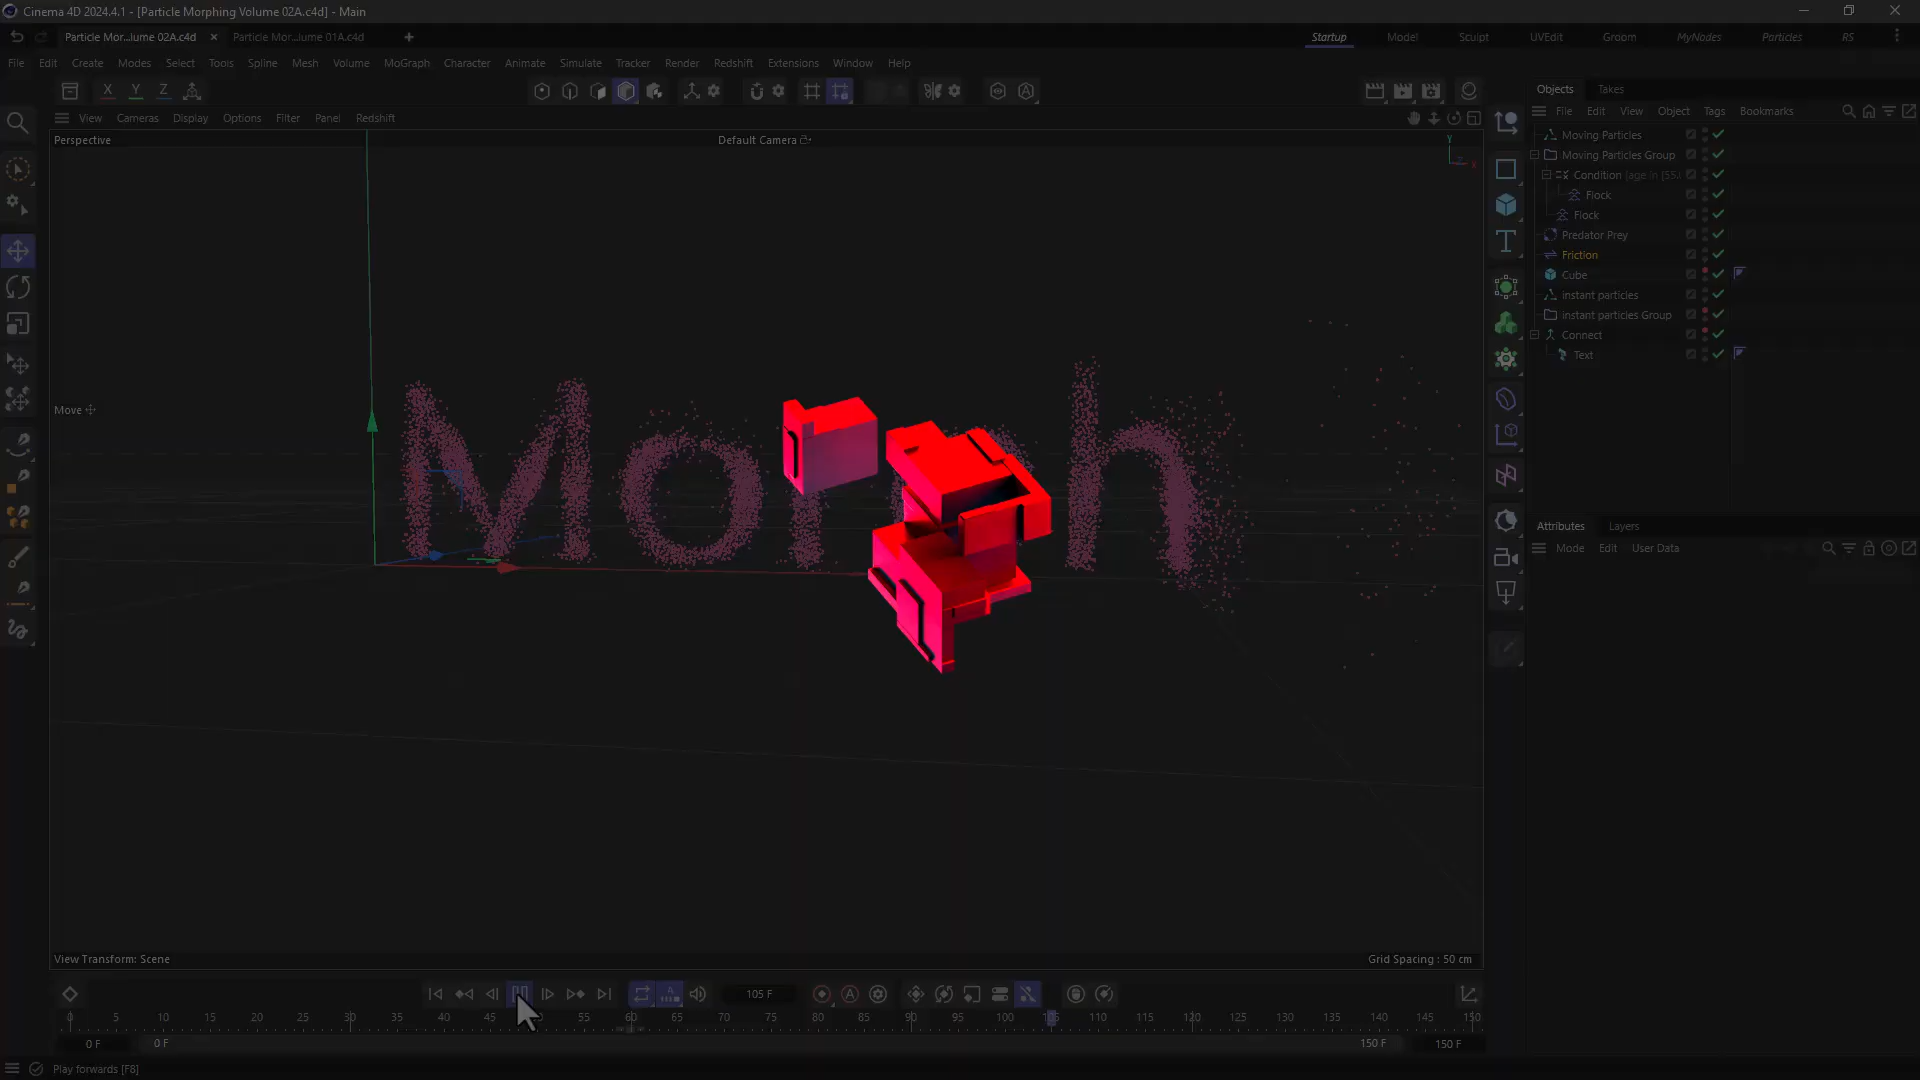 Cinema 4D 2024.4.1 - [Particle Morphing Volume 02A.c4d] - Main
Particle Mor...lume 02A.c4d × Particle Mor...lume 01A.c4d + Startup Model Sculpt UVEdit Groom MyNodes Particles RS
File Edit Create Modes Select Tools Spline Mesh Volume MoGraph Character Animate Simulate Tracker Render Redshift Extensions Window Help
X Y Z
Objects Takes
File Edit View Object Tags Bookmarks
View Cameras Display Options Filter Panel Redshift
Perspective
Default Camera
Y
X
Moving Particles
Moving Particles Group
Condition [age in [55.
Flock
Flock
Predator Prey
Friction
Cube
instant particles
instant particles Group
Connect
Text
Move
Morph
Attributes Layers
Mode Edit User Data
View Transform: Scene
Grid Spacing : 50 cm
105 F
0 5 10 15 20 25 30 35 40 45 50 55 60 65 70 75 80 85 90 95 100 105 110 115 120 125 130 135 140 145 150
0 F 0 F 150 F 150 F
Play forwards [F8]